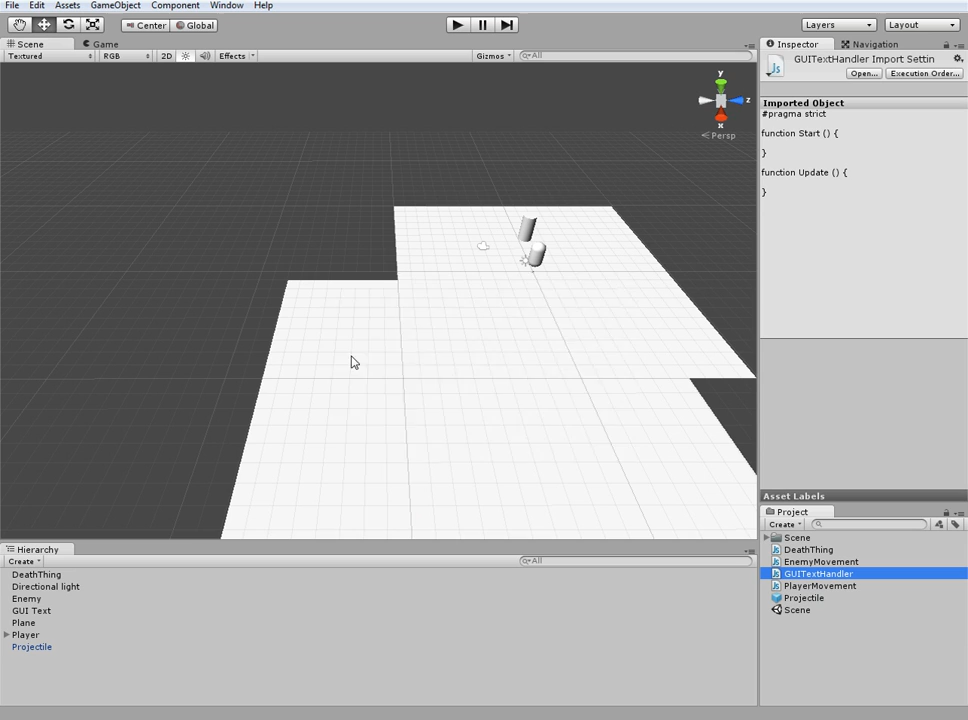 File Edit Assets GameObject Component Window Help
Center Global Layers Layout
Scene Game
Textured RGB 2D Effects Gizmos All
y
z
x
Persp
Inspector Navigation
GUITextHandler Import Settin
Open... Execution Order...
Imported Object
#pragma strict
function Start () {
}
function Update () {
}
Asset Labels
Project
Create
Scene
DeathThing
EnemyMovement
GUITextHandler
PlayerMovement
Projectile
Scene
Hierarchy
Create All
DeathThing
Directional light
Enemy
GUI Text
Plane
Player
Projectile